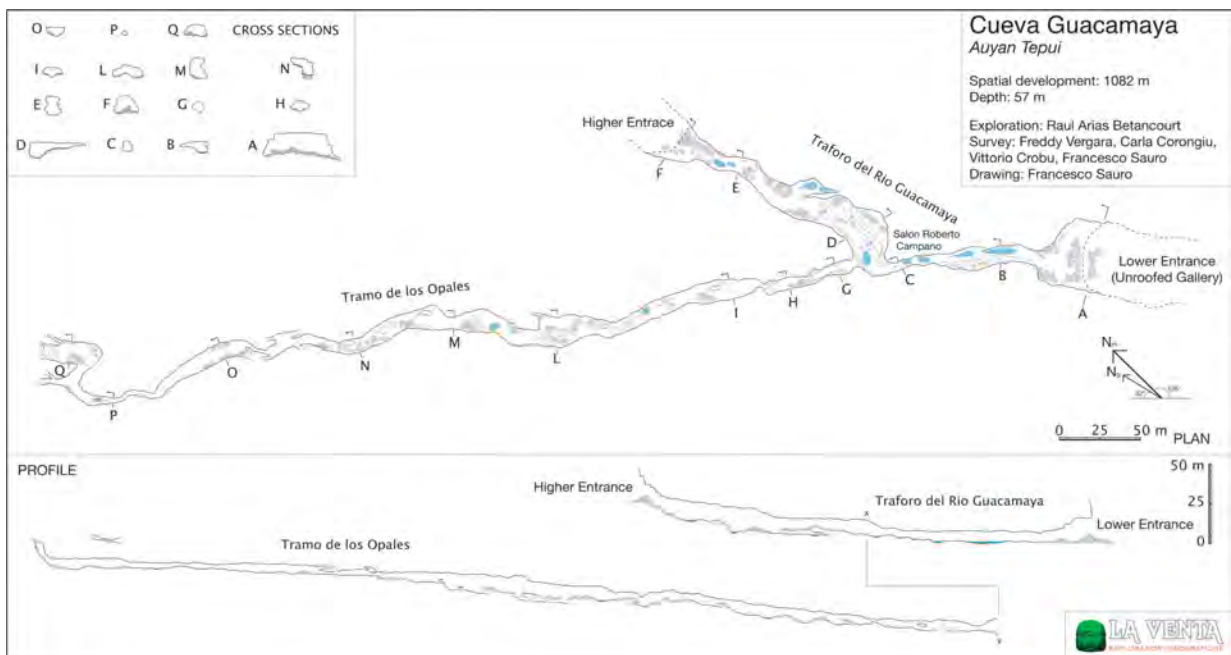 O P Q CROSS SECTIONS
I L M N
E F G H
D C B A
Cueva Guacamaya
Auyan Tepui
Spatial development: 1082 m
Depth: 57 m
Exploration: Raul Arias Betancourt
Survey: Freddy Vergara, Carla Corongiu,
Vittorio Crobu, Francesco Sauro
Drawing: Francesco Sauro
Higher Entrace
Traforo del Rio Guacamaya
F
E
D
Salon Roberto
Campano
Lower Entrance
(Unroofed Gallery)
C
B
A
G
H
I
Tramo de los Opales
M
L
N
O
Q
P
N
N
0 25 50 m PLAN
PROFILE
50 m
25
0
Higher Entrance
Traforo del Rio Guacamaya
Lower Entrance
Tramo de los Opales
x
LA VENTA